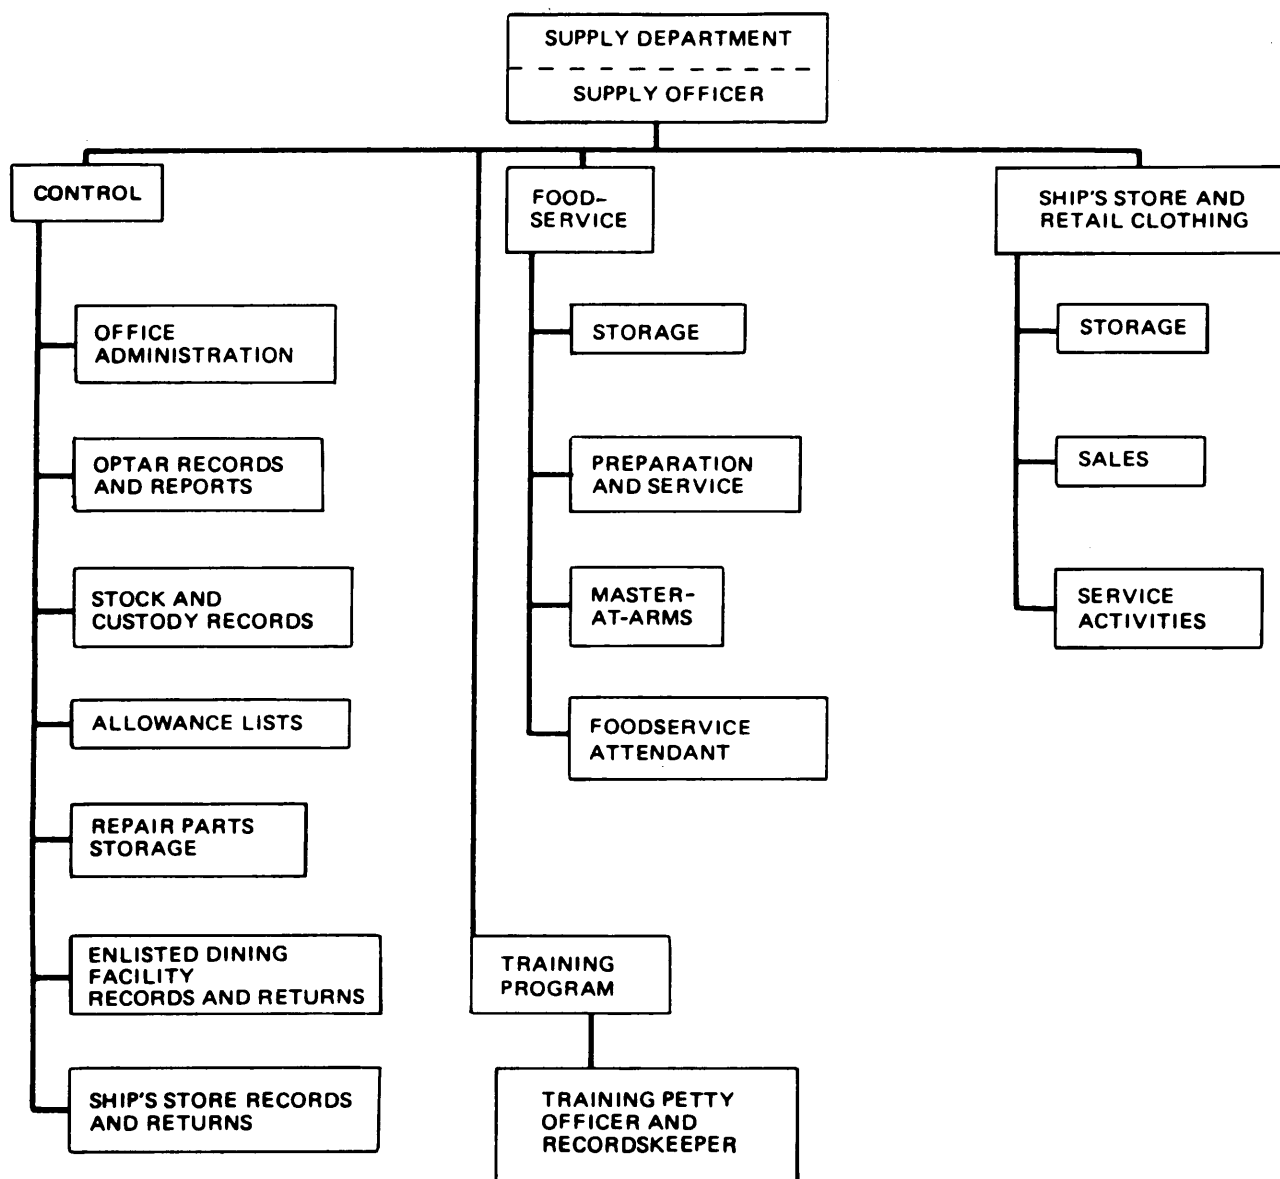 SUPPLY DEPARTMENT
SUPPLY OFFICER
CONTROL
OFFICE
ADMINISTRATION
OPTAR RECORDS
AND REPORTS
STOCK AND
CUSTODY RECORDS
ALLOWANCE LISTS
REPAIR PARTS
STORAGE
ENLISTED DINING
FACILITY
RECORDS AND RETURNS
SHIP'S STORE RECORDS
AND RETURNS
FOOD-
SERVICE
STORAGE
PREPARATION
AND SERVICE
MASTER-
AT-ARMS
FOODSERVICE
ATTENDANT
TRAINING
PROGRAM
TRAINING PETTY
OFFICER AND
RECORDSKEEPER
SHIP'S STORE AND
RETAIL CLOTHING
STORAGE
SALES
SERVICE
ACTIVITIES